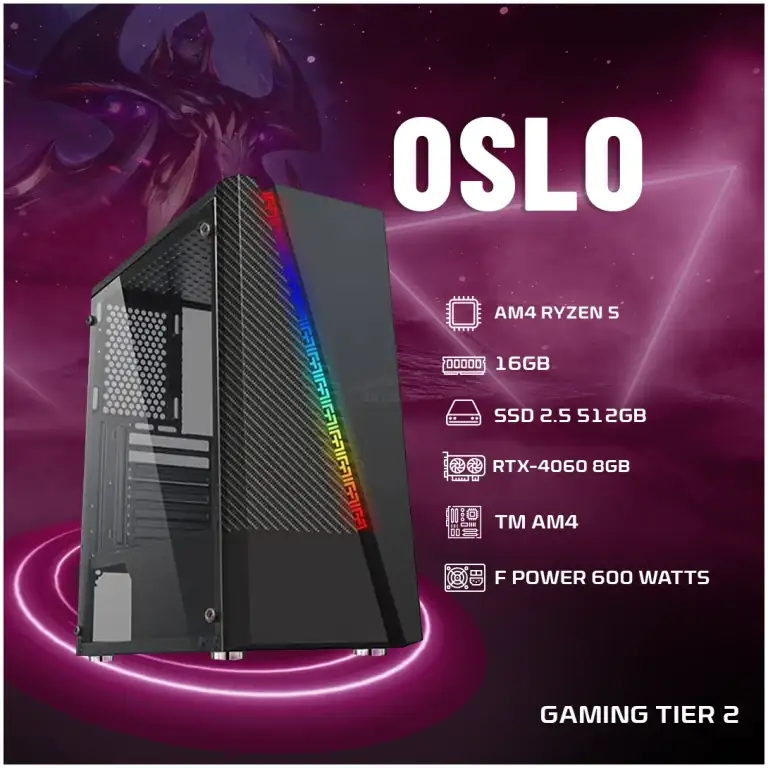 OSLO
AM4 RYZEN 5
16GB
SSD 2.5 512GB
RTX-4060 8GB
TM AM4
F POWER 600 WATTS
GAMING TIER 2